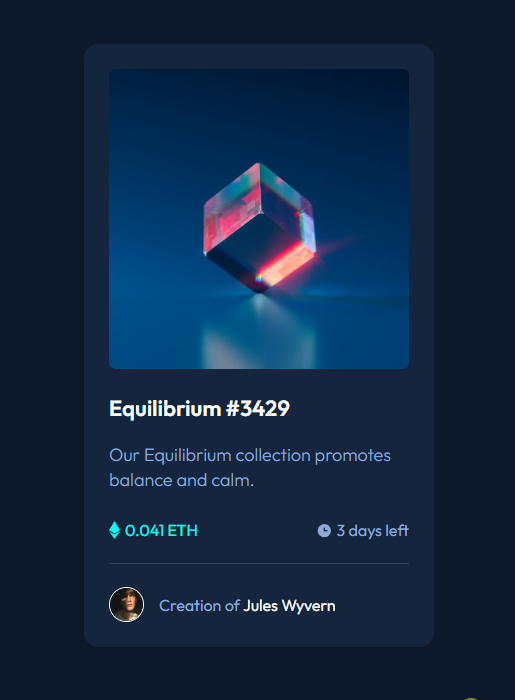 Equilibrium #3429
Our Equilibrium collection promotes
balance and calm.
0.041 ETH
3 days left
Creation of Jules Wyvern